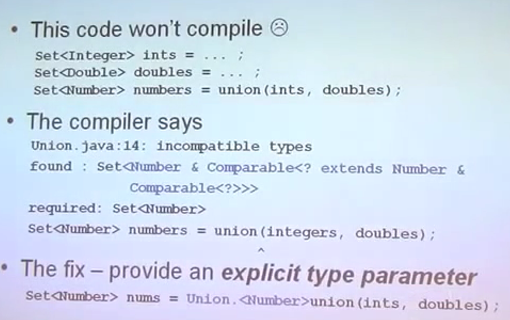 • This code won't compile ☹
Set<Integer> ints = ... ;
Set<Double> doubles = ... ;
Set<Number> numbers = union(ints, doubles);
• The compiler says
Union.java:14: incompatible types
found : Set<Number & Comparable<? extends Number &
Comparable<?>>>
required: Set<Number>
Set<Number> numbers = union(integers, doubles);
^
• The fix – provide an explicit type parameter
Set<Number> nums = Union.<Number>union(ints, doubles);